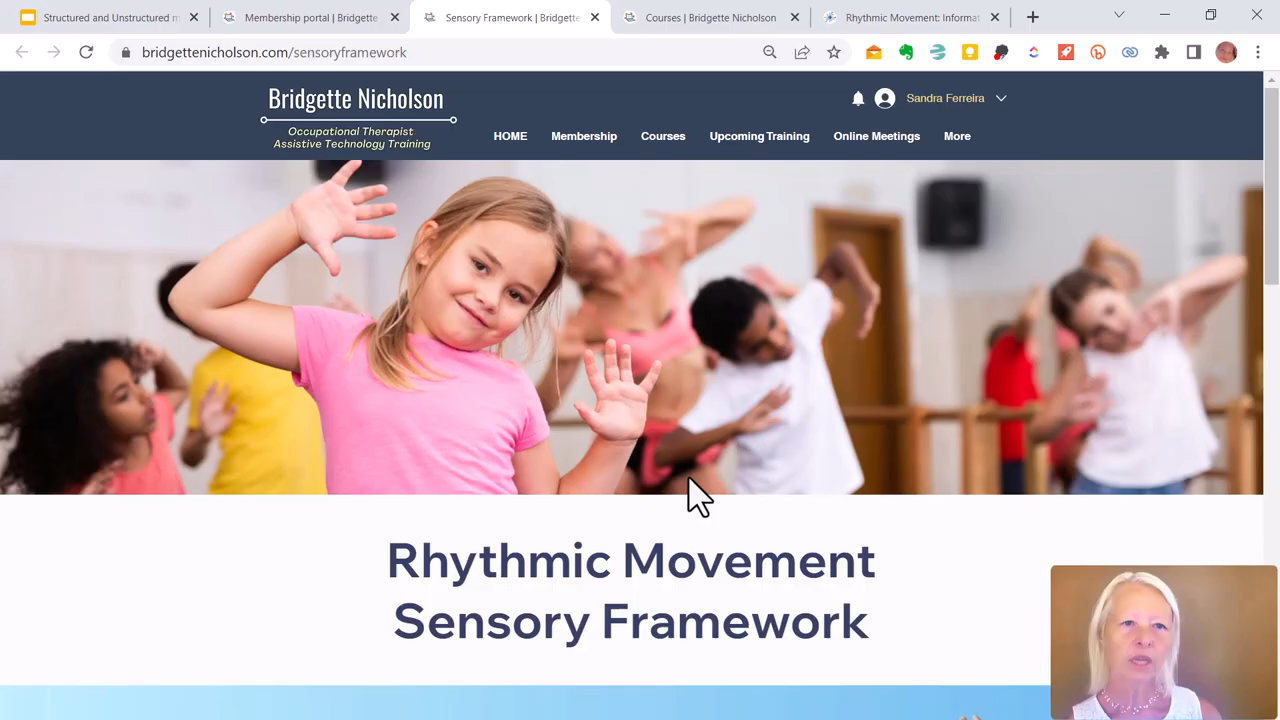 Structured and Unstructured m
Membership portal | Bridgette
Sensory Framework | Bridgette
Courses | Bridgette Nicholson
Rhythmic Movement: Informat
bridgettenicholson.com/sensoryframework
Bridgette Nicholson
Occupational Therapist
Assistive Technology Training
Sandra Ferreira
HOME Membership Courses Upcoming Training Online Meetings More
Rhythmic Movement
Sensory Framework